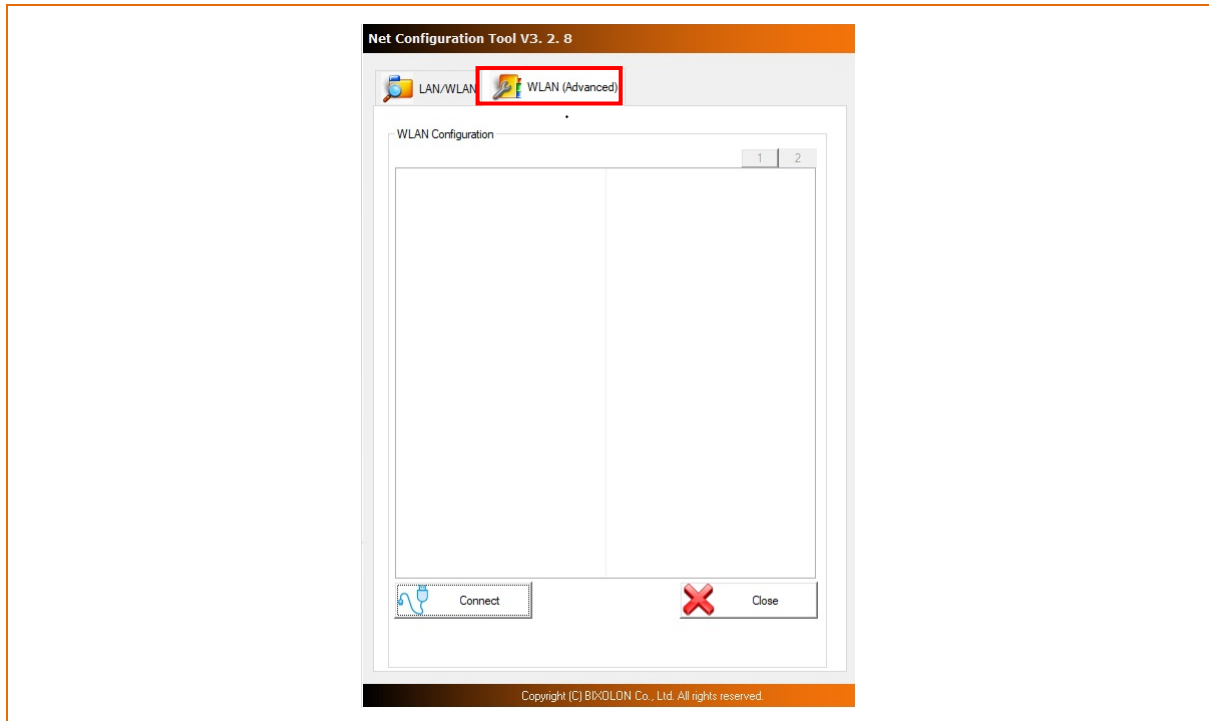 Net Configuration Tool V3. 2. 8
LAN/WLAN WLAN (Advanced)
WLAN Configuration
1 2
Connect Close
Copyright (C) BIXOLON Co., Ltd. All rights reserved.